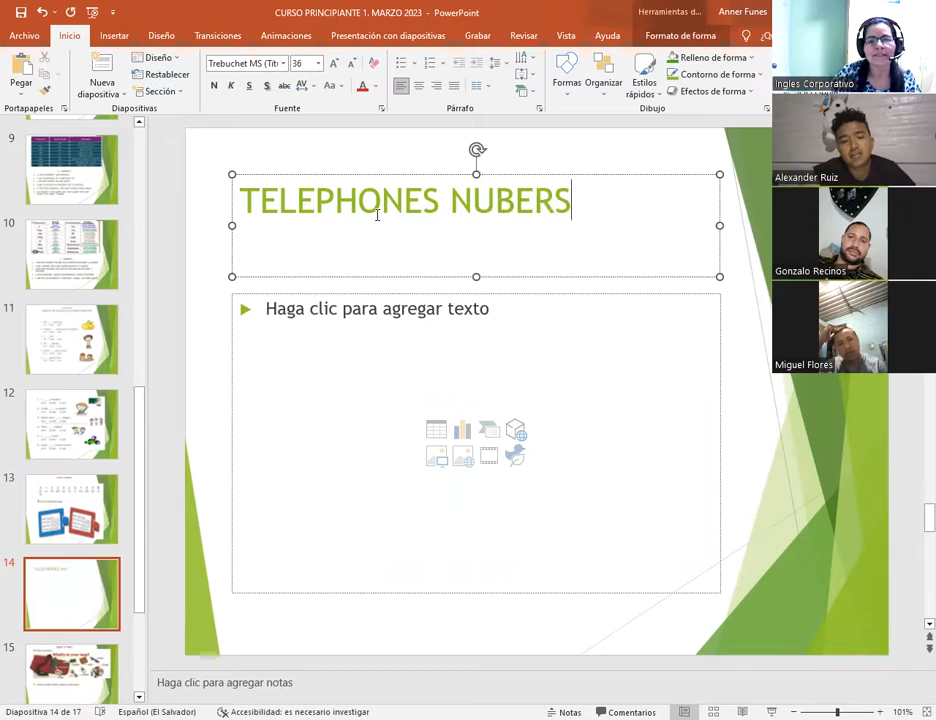 CURSO PRINCIPIANTE 1. MARZO 2023 - PowerPoint
Herramientas d...
Anner Funes
Archivo Inicio Insertar Diseño Transiciones Animaciones Presentación con diapositivas Grabar Revisar Vista Ayuda Formato de forma
Pegar
Portapapeles
Nueva diapositiva
Diseño
Restablecer
Sección
Diapositivas
Trebuchet MS (Tít 36
N K S abc AV Aa A
Fuente
Párrafo
Formas
Organizar
Estilos rápidos
Relleno de forma
Contorno de forma
Efectos de forma
Dibujo
Ingles Corporativo
Alexander Ruiz
Gonzalo Recinos
Miguel Flores
9
10
11
12
13
14
15
TELEPHONES NUBERS
Haga clic para agregar texto
Haga clic para agregar notas
Diapositiva 14 de 17
Español (El Salvador)
Accesibilidad: es necesario investigar
Notas
Comentarios
101%